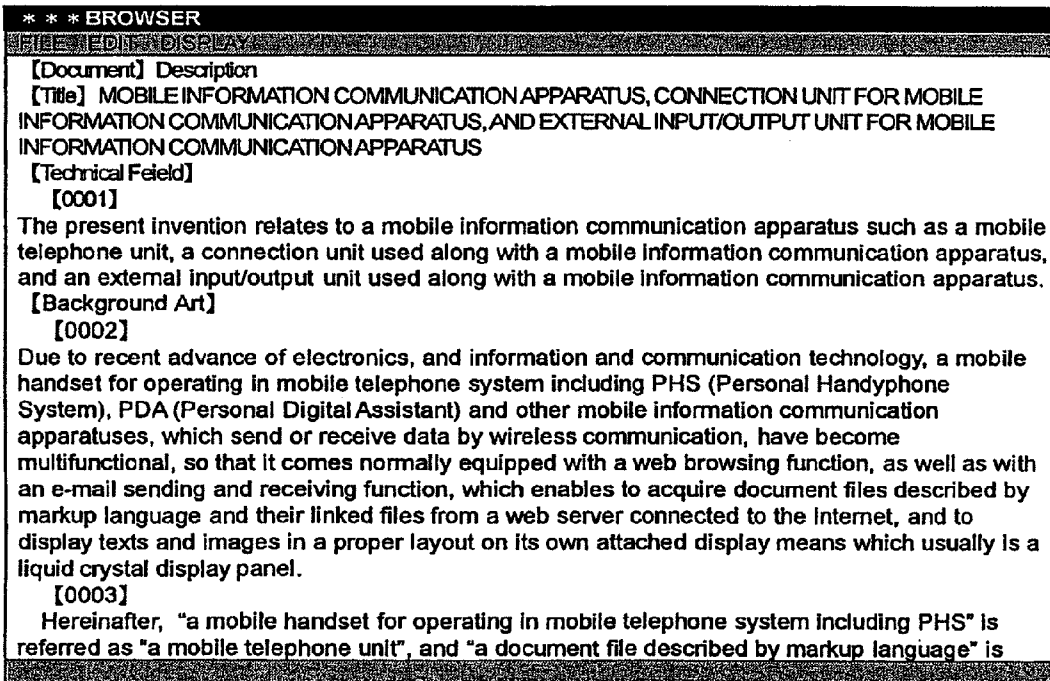 * * * BROWSER
FILE EDIT DISPLAY
【Document】 Description
【Title】 MOBILE INFORMATION COMMUNICATION APPARATUS, CONNECTION UNIT FOR MOBILE
INFORMATION COMMUNICATION APPARATUS, AND EXTERNAL INPUT/OUTPUT UNIT FOR MOBILE
INFORMATION COMMUNICATION APPARATUS
【Technical Feield】
【0001】
The present invention relates to a mobile information communication apparatus such as a mobile
telephone unit, a connection unit used along with a mobile information communication apparatus,
and an external input/output unit used along with a mobile information communication apparatus.
【Background Art】
【0002】
Due to recent advance of electronics, and information and communication technology, a mobile
handset for operating in mobile telephone system including PHS (Personal Handyphone
System), PDA (Personal Digital Assistant) and other mobile information communication
apparatuses, which send or receive data by wireless communication, have become
multifunctional, so that it comes normally equipped with a web browsing function, as well as with
an e-mail sending and receiving function, which enables to acquire document files described by
markup language and their linked files from a web server connected to the Internet, and to
display texts and images in a proper layout on its own attached display means which usually is a
liquid crystal display panel.
【0003】
Hereinafter, "a mobile handset for operating in mobile telephone system including PHS" is
referred as "a mobile telephone unit", and "a document file described by markup language" is